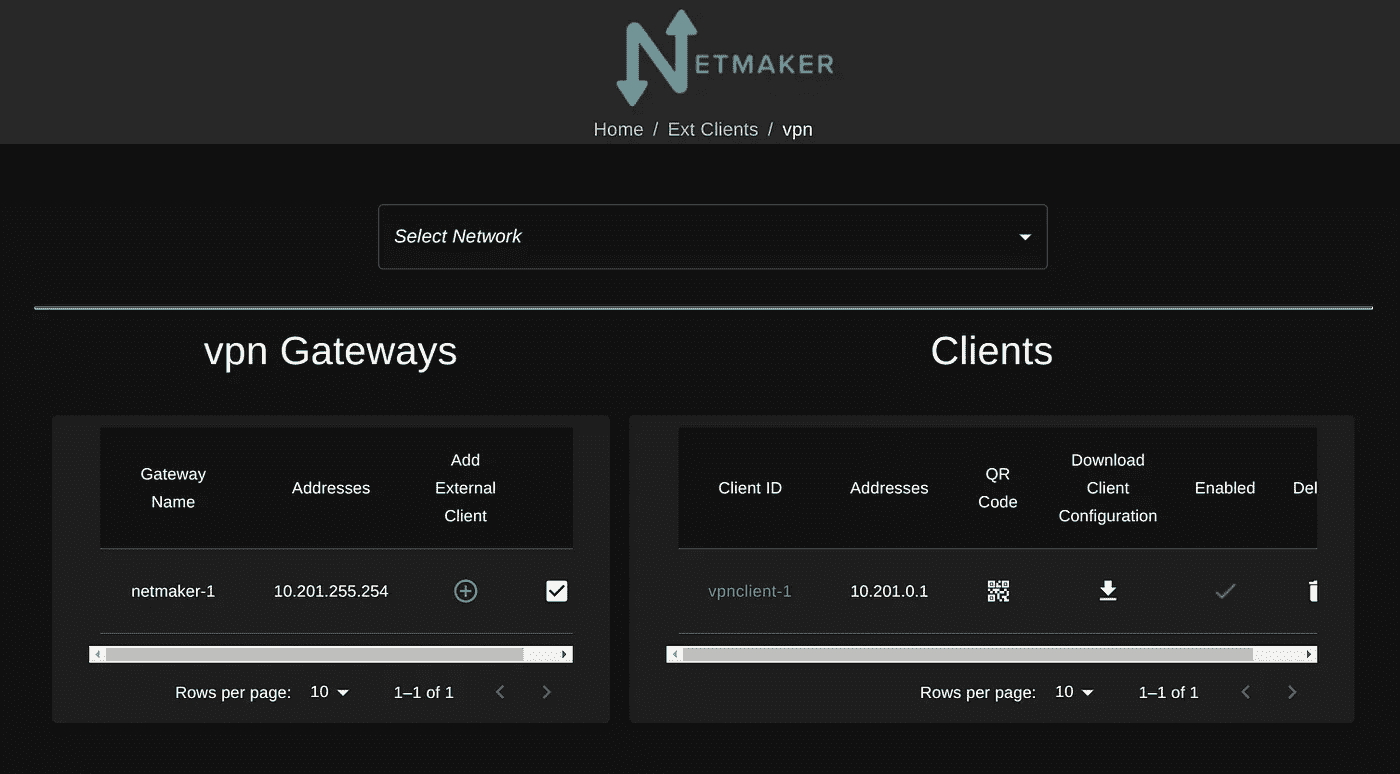 NETMAKER
Home / Ext Clients / vpn
Select Network
vpn Gateways
Gateway Name
Addresses
Add External Client
netmaker-1
10.201.255.254
Rows per page: 10
1–1 of 1
Clients
Client ID
Addresses
QR Code
Download Client Configuration
Enabled
Del
vpnclient-1
10.201.0.1
Rows per page: 10
1–1 of 1